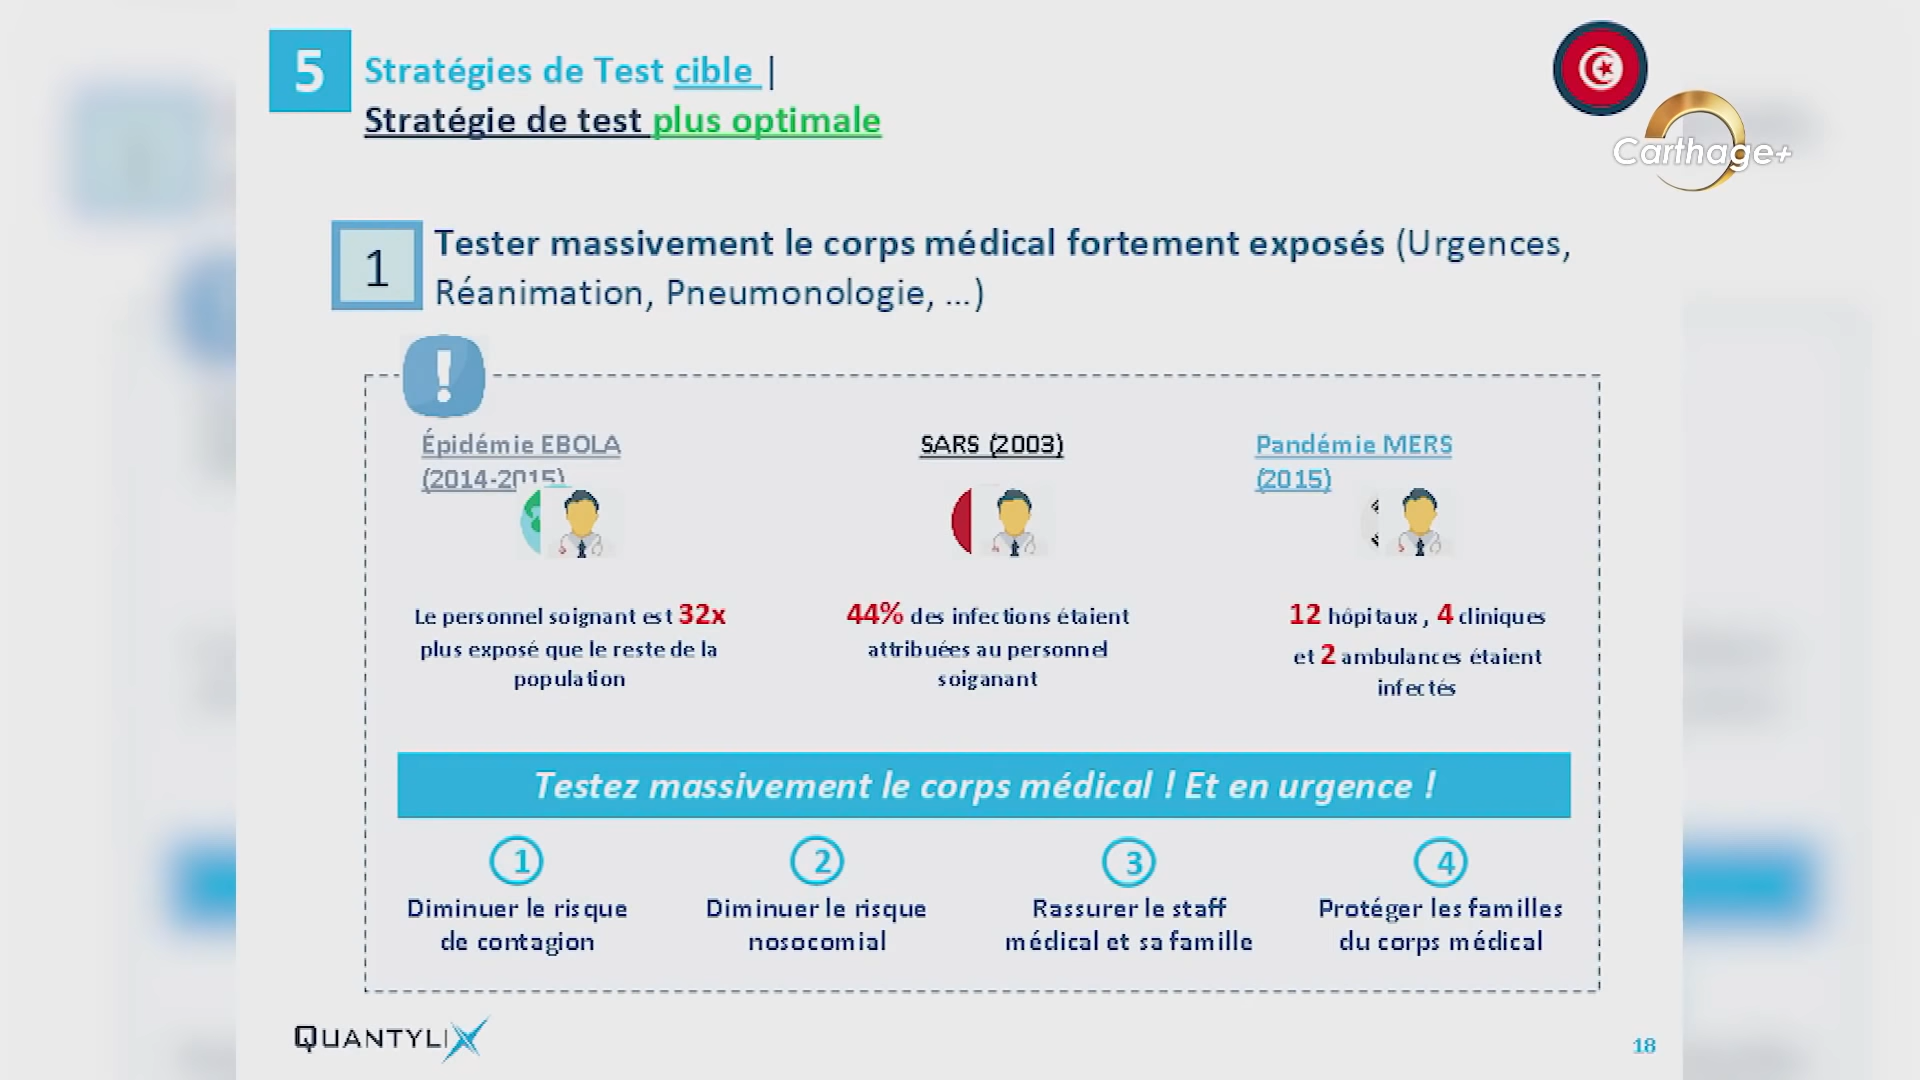 5
Stratégies de Test cible |
Stratégie de test plus optimale
Carthage+
1
Tester massivement le corps médical fortement exposés (Urgences,
Réanimation, Pneumonologie, ...)
!
Épidémie EBOLA
(2014-2015)
Le personnel soignant est 32x
plus exposé que le reste de la
population
SARS (2003)
44% des infections étaient
attribuées au personnel
soiganant
Pandémie MERS
(2015)
12 hôpitaux , 4 cliniques
et 2 ambulances étaient
infectés
Testez massivement le corps médical ! Et en urgence !
1
Diminuer le risque
de contagion
2
Diminuer le risque
nosocomial
3
Rassurer le staff
médical et sa famille
4
Protéger les familles
du corps médical
QUANTYLIX
18